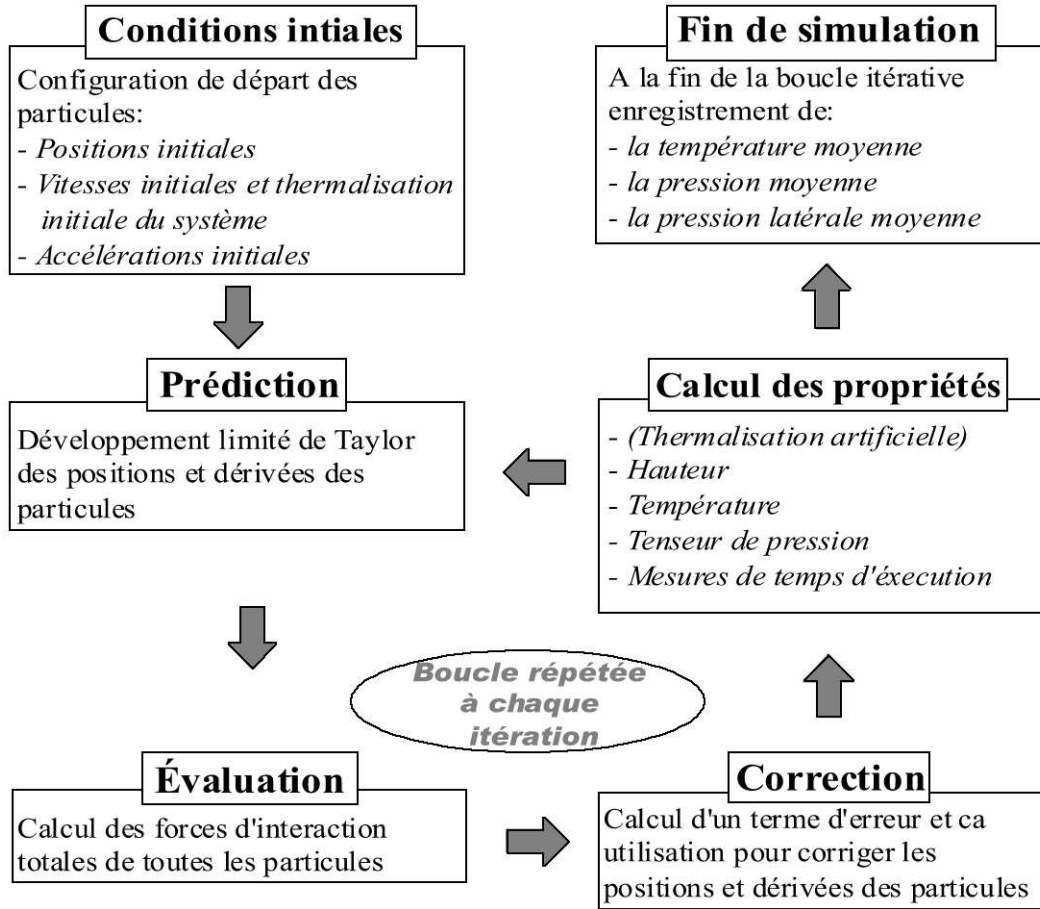 Conditions intiales
Configuration de départ des
particules:
- Positions initiales
- Vitesses initiales et thermalisation
initiale du système
- Accélérations initiales
Prédiction
Développement limité de Taylor
des positions et dérivées des
particules
Évaluation
Calcul des forces d'interaction
totales de toutes les particules
Correction
Calcul d'un terme d'erreur et ca
utilisation pour corriger les
positions et dérivées des particules
Calcul des propriétés
- (Thermalisation artificielle)
- Hauteur
- Température
- Tenseur de pression
- Mesures de temps d'éxecution
Fin de simulation
A la fin de la boucle itérative
enregistrement de:
- la température moyenne
- la pression moyenne
- la pression latérale moyenne
Boucle répétée
à chaque
itération